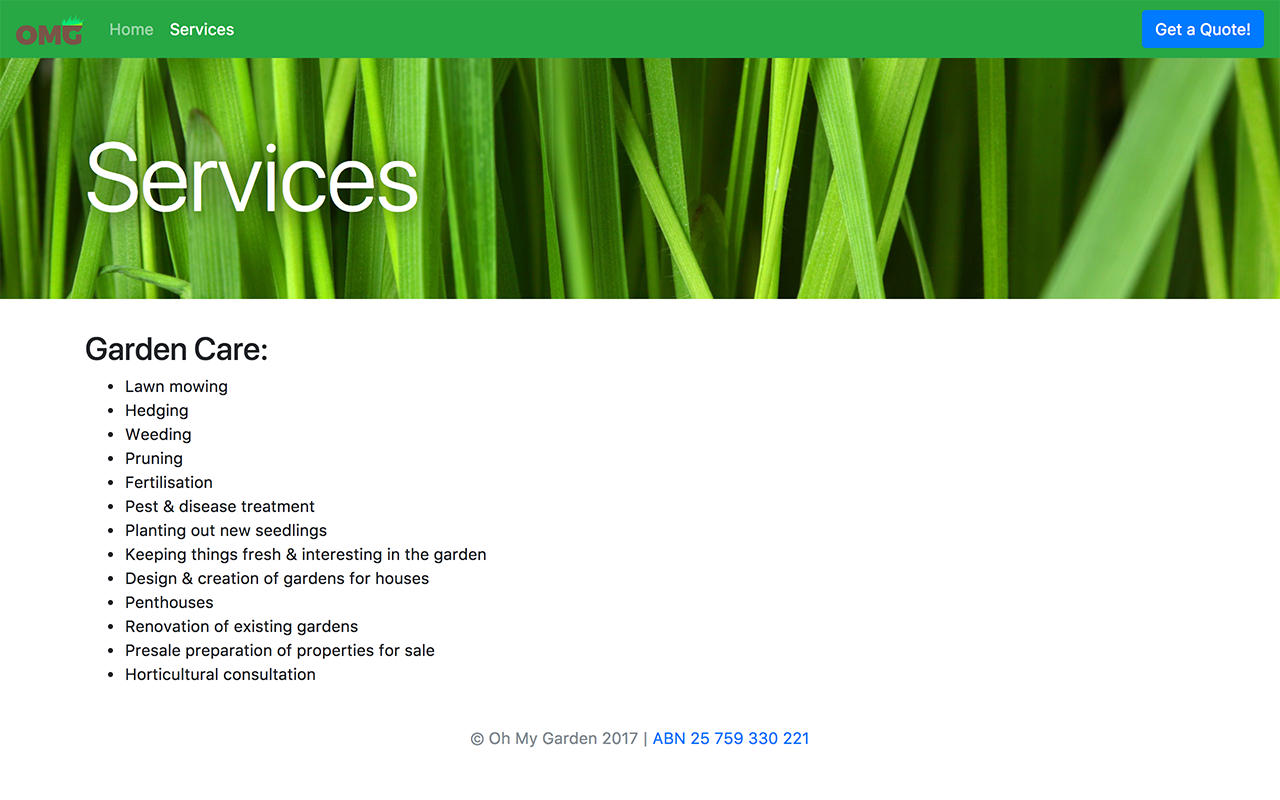 OMG Home Services Get a Quote!
Services
Garden Care:
• Lawn mowing
• Hedging
• Weeding
• Pruning
• Fertilisation
• Pest & disease treatment
• Planting out new seedlings
• Keeping things fresh & interesting in the garden
• Design & creation of gardens for houses
• Penthouses
• Renovation of existing gardens
• Presale preparation of properties for sale
• Horticultural consultation
© Oh My Garden 2017 | ABN 25 759 330 221